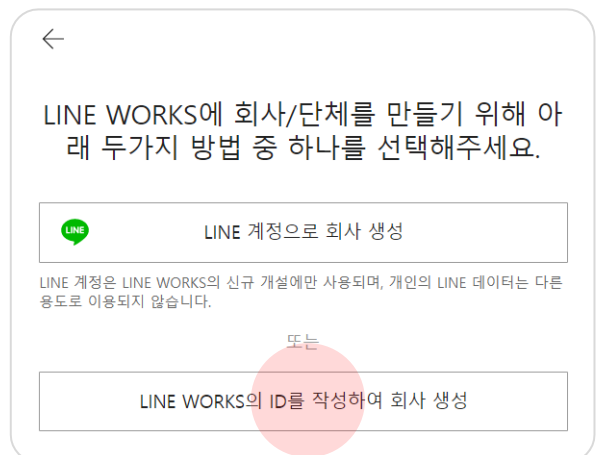 LINE WORKS에 회사/단체를 만들기 위해 아
래 두가지 방법 중 하나를 선택해주세요.
LINE
LINE 계정으로 회사 생성
LINE 계정은 LINE WORKS의 신규 개설에만 사용되며, 개인의 LINE 데이터는 다른
용도로 이용되지 않습니다.
또는
LINE WORKS의 ID를 작성하여 회사 생성